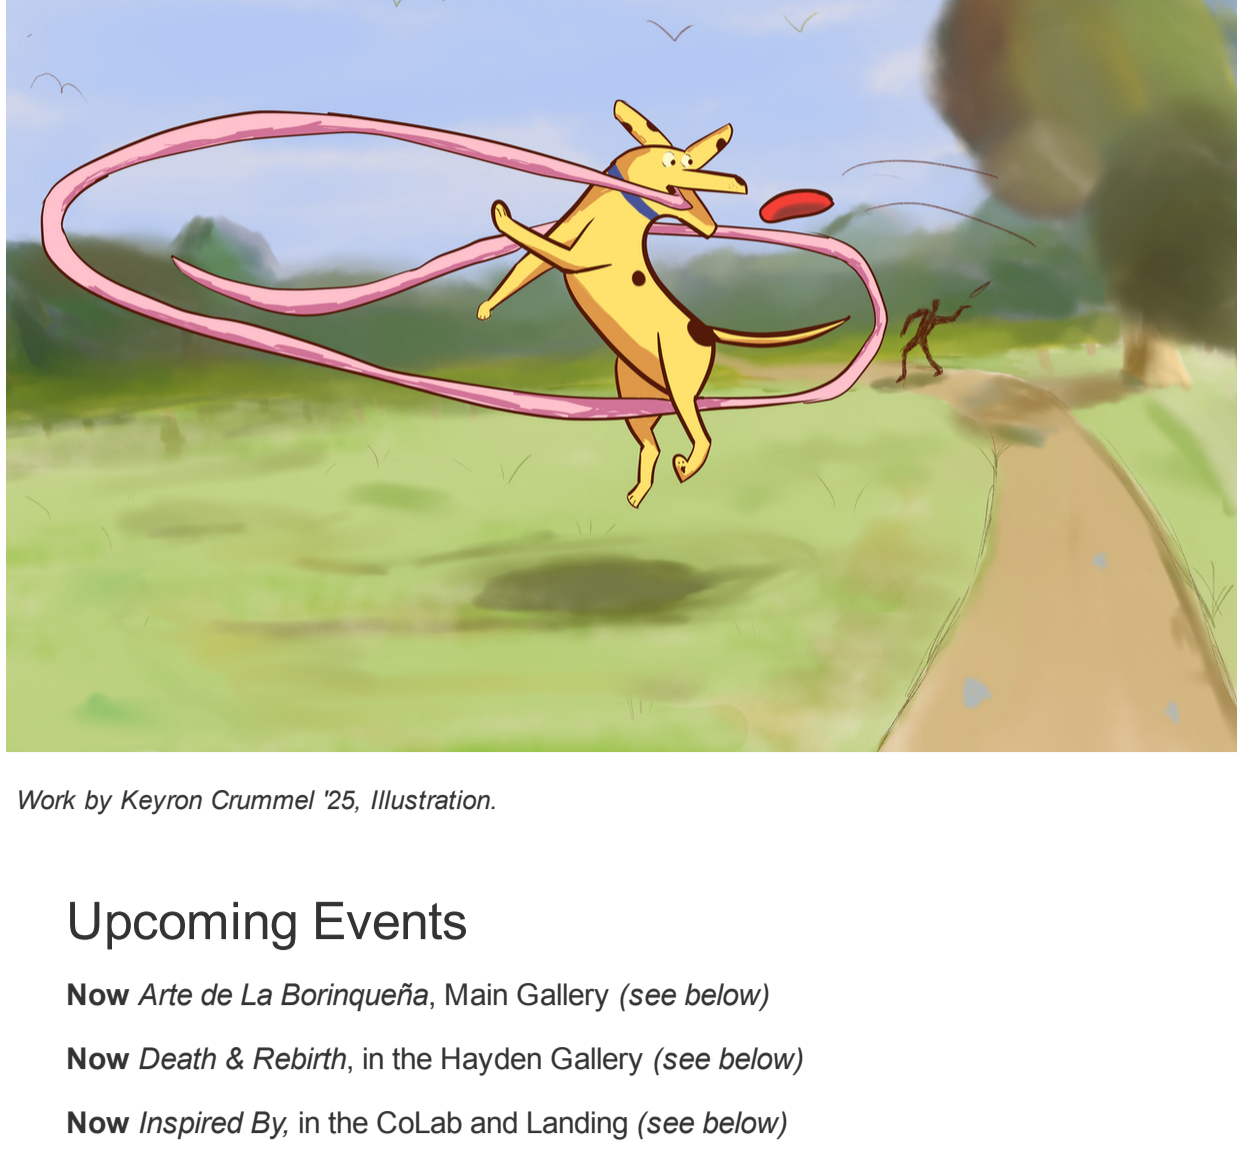 Work by Keyron Crummel '25, Illustration.
Upcoming Events
Now Arte de La Borinqueña, Main Gallery (see below)
Now Death & Rebirth, in the Hayden Gallery (see below)
Now Inspired By, in the CoLab and Landing (see below)